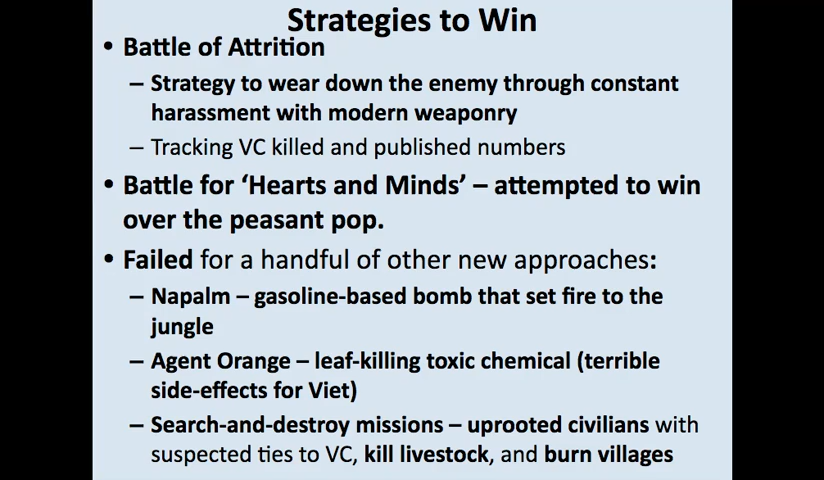 Strategies to Win
• Battle of Attrition
– Strategy to wear down the enemy through constant
harassment with modern weaponry
– Tracking VC killed and published numbers
• Battle for ‘Hearts and Minds’ – attempted to win
over the peasant pop.
• Failed for a handful of other new approaches:
– Napalm – gasoline-based bomb that set fire to the
jungle
– Agent Orange – leaf-killing toxic chemical (terrible
side-effects for Viet)
– Search-and-destroy missions – uprooted civilians with
suspected ties to VC, kill livestock, and burn villages